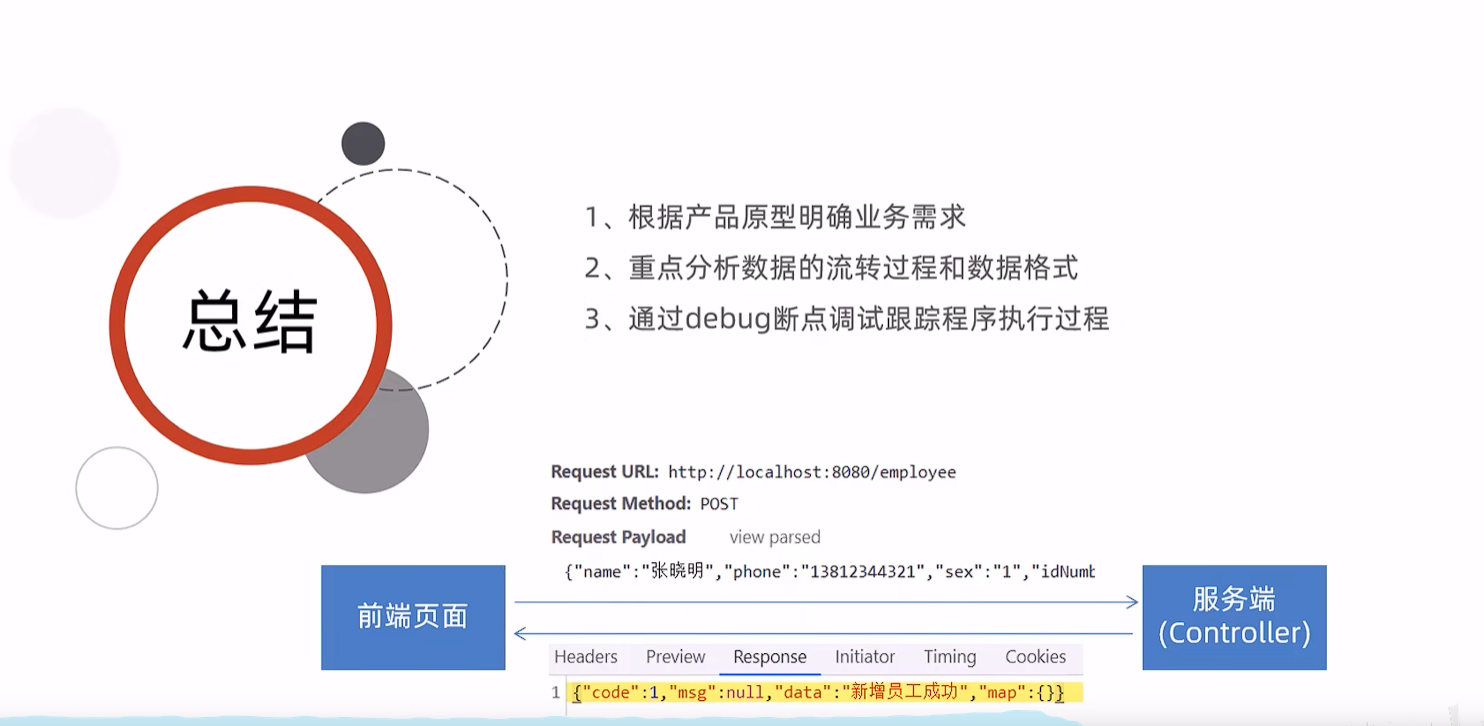 总结
1、根据产品原型明确业务需求
2、重点分析数据的流转过程和数据格式
3、通过debug断点调试跟踪程序执行过程
Request URL: http://localhost:8080/employee
Request Method: POST
Request Payload view parsed
{"name":"张晓明","phone":"13812344321","sex":"1","idNumb
前端页面
服务端
(Controller)
Headers Preview Response Initiator Timing Cookies
1 {"code":1,"msg":null,"data":"新增员工成功","map":{}}